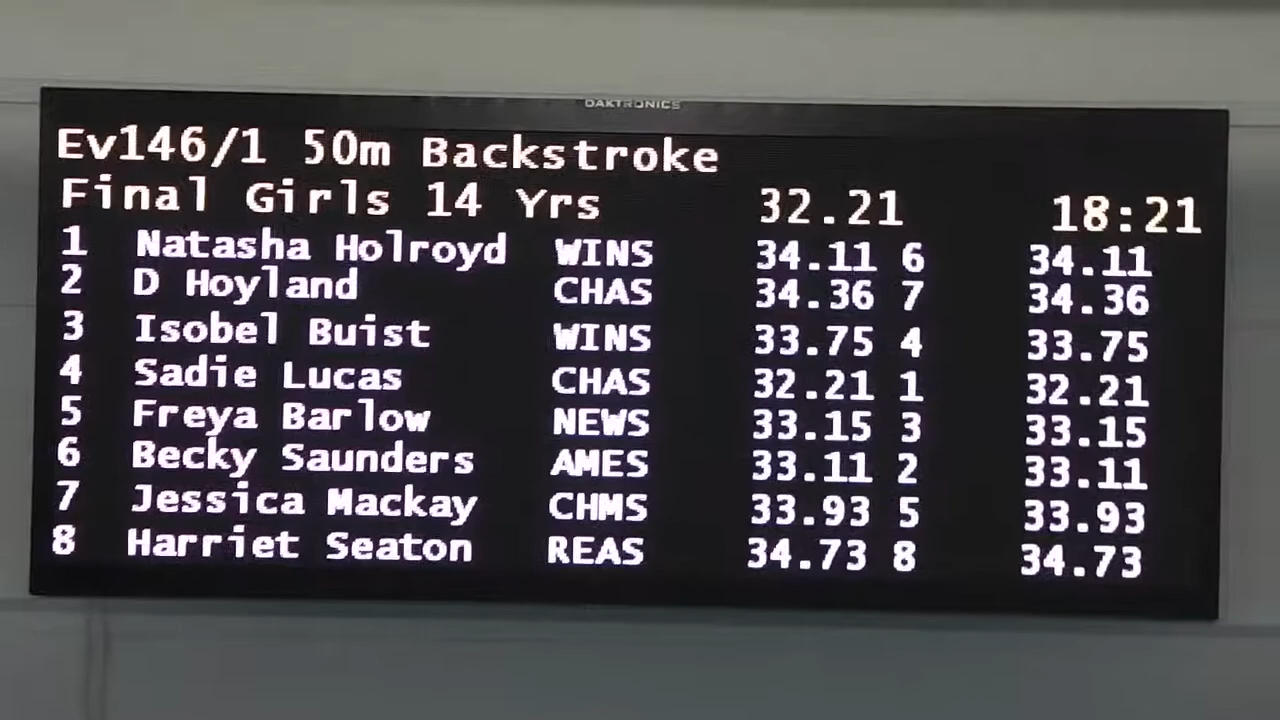 DAKTRONICS
Ev146/1 50m Backstroke
Final Girls 14 Yrs 32.21 18:21
1 Natasha Holroyd WINS 34.11 6 34.11
2 D Hoyland CHAS 34.36 7 34.36
3 Isobel Buist WINS 33.75 4 33.75
4 Sadie Lucas CHAS 32.21 1 32.21
5 Freya Barlow NEWS 33.15 3 33.15
6 Becky Saunders AMES 33.11 2 33.11
7 Jessica Mackay CHMS 33.93 5 33.93
8 Harriet Seaton REAS 34.73 8 34.73